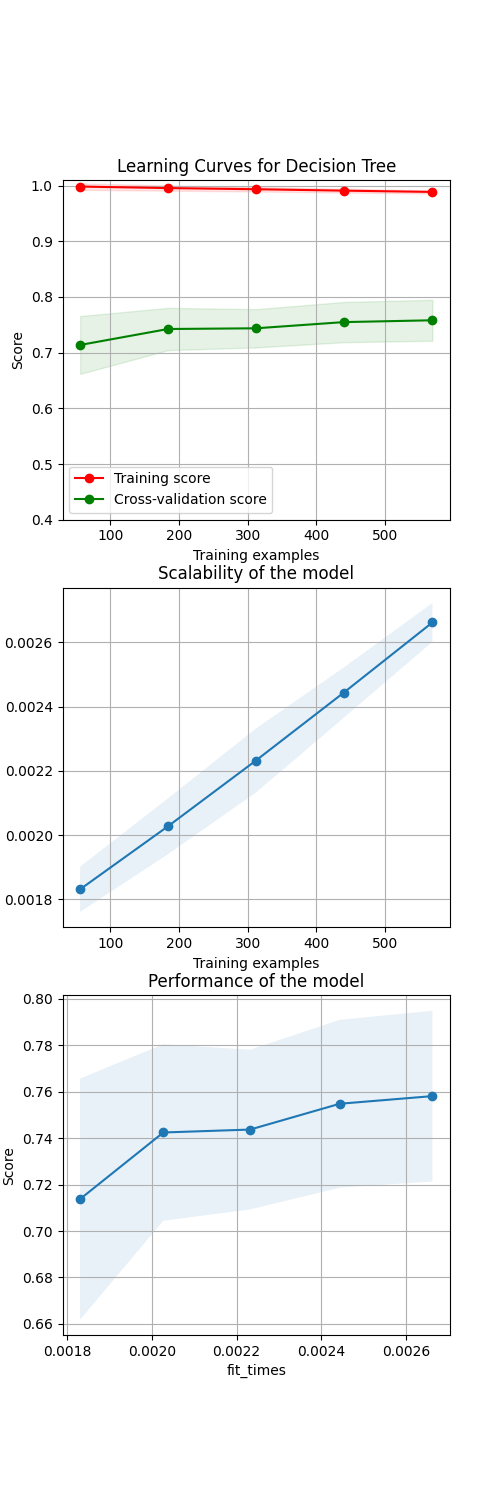 Learning Curves for Decision Tree
1.0
0.9
0.8
0.7
0.6
0.5
0.4
Score
Training score
Cross-validation score
100 200 300 400 500
Training examples
Scalability of the model
0.0026
0.0024
0.0022
0.0020
0.0018
100 200 300 400 500
Training examples
Performance of the model
0.80
0.78
0.76
0.74
0.72
0.70
0.68
0.66
Score
0.0018 0.0020 0.0022 0.0024 0.0026
fit_times